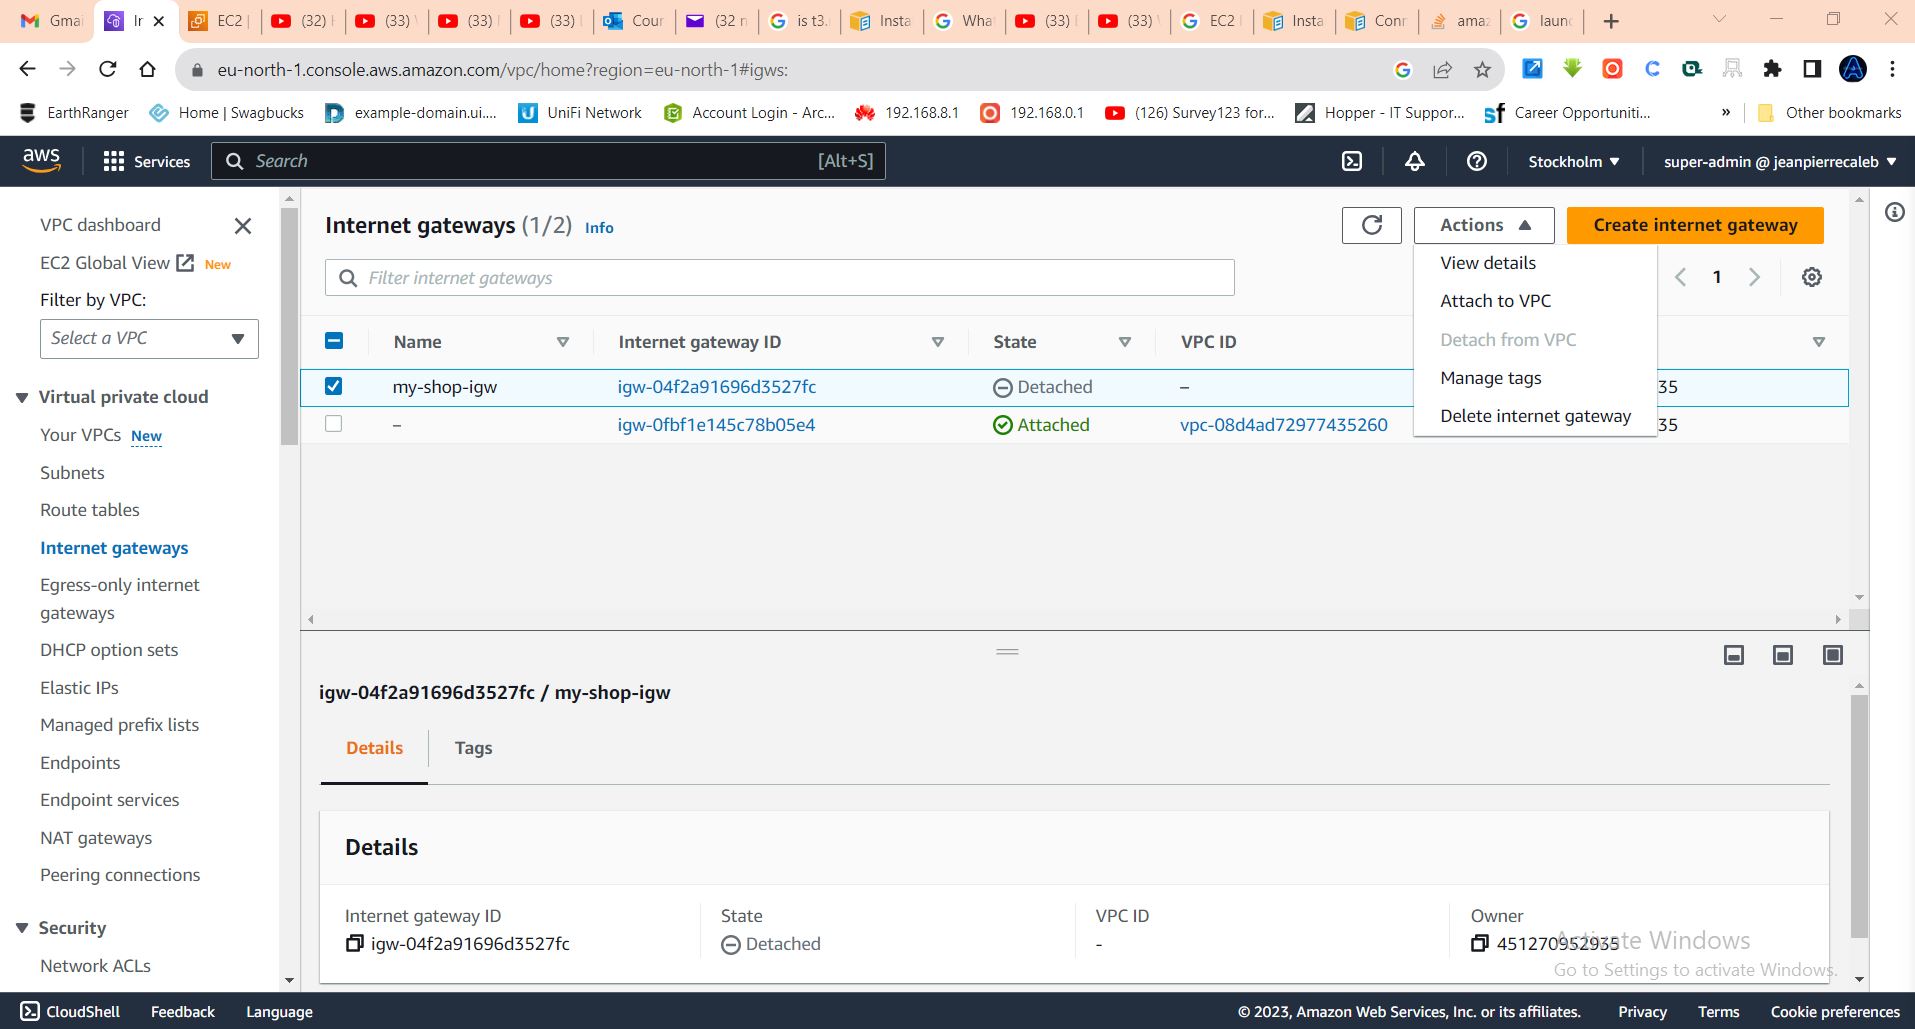 Gmai
Ir
EC2 |
(32) H
(33) \
(33) I
(33) l
Cour
(32 n
is t3.
Insta
Wha
(33) [
(33) \
EC2 I
Insta
Conr
amaz
laund
eu-north-1.console.aws.amazon.com/vpc/home?region=eu-north-1#igws:
EarthRanger
Home | Swagbucks
example-domain.ui....
UniFi Network
Account Login - Arc...
192.168.8.1
192.168.0.1
(126) Survey123 for...
Hopper - IT Suppor...
Career Opportuniti...
»
Other bookmarks
aws
Services
Search
[Alt+S]
Stockholm
super-admin @ jeanpierrecaleb
VPC dashboard
EC2 Global View New
Filter by VPC:
Select a VPC
Virtual private cloud
Your VPCs New
Subnets
Route tables
Internet gateways
Egress-only internet
gateways
DHCP option sets
Elastic IPs
Managed prefix lists
Endpoints
Endpoint services
NAT gateways
Peering connections
Security
Network ACLs
Internet gateways (1/2) Info
Actions
Create internet gateway
Filter internet gateways
1
View details
Attach to VPC
Detach from VPC
Manage tags
Delete internet gateway
Name Internet gateway ID State VPC ID
my-shop-igw igw-04f2a91696d3527fc Detached – 35
– igw-0fbf1e145c78b05e4 Attached vpc-08d4ad72977435260 35
igw-04f2a91696d3527fc / my-shop-igw
Details Tags
Details
Internet gateway ID State VPC ID Owner
igw-04f2a91696d3527fc Detached - 451270952935
Activate Windows
Go to Settings to activate Windows.
CloudShell Feedback Language © 2023, Amazon Web Services, Inc. or its affiliates. Privacy Terms Cookie preferences